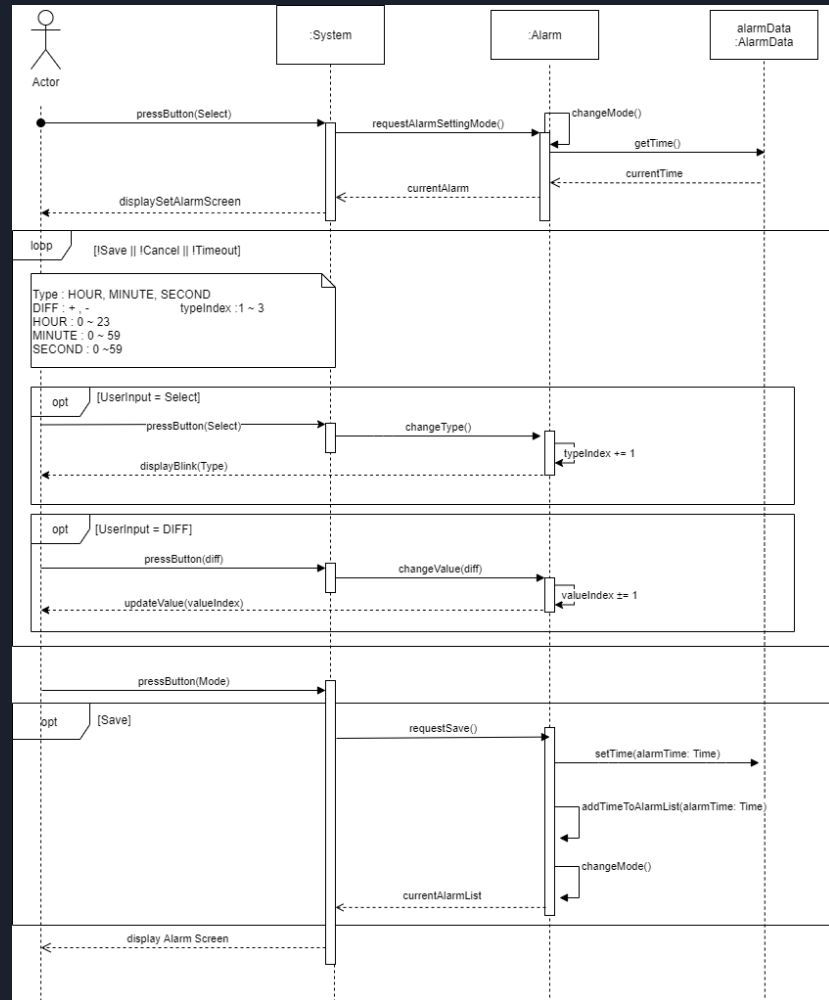 :System
:Alarm
alarmData
:AlarmData
Actor
pressButton(Select)
requestAlarmSettingMode()
changeMode()
getTime()
currentTime
currentAlarm
displaySetAlarmScreen
loop
[!Save || !Cancel || !Timeout]
Type : HOUR, MINUTE, SECOND
DIFF : + , - typeIndex :1 ~ 3
HOUR : 0 ~ 23
MINUTE : 0 ~ 59
SECOND : 0 ~59
opt
[UserInput = Select]
pressButton(Select)
changeType()
typeIndex += 1
displayBlink(Type)
opt
[UserInput = DIFF]
pressButton(diff)
changeValue(diff)
valueIndex ±= 1
updateValue(valueIndex)
pressButton(Mode)
opt
[Save]
requestSave()
setTime(alarmTime: Time)
addTimeToAlarmList(alarmTime: Time)
changeMode()
currentAlarmList
display Alarm Screen